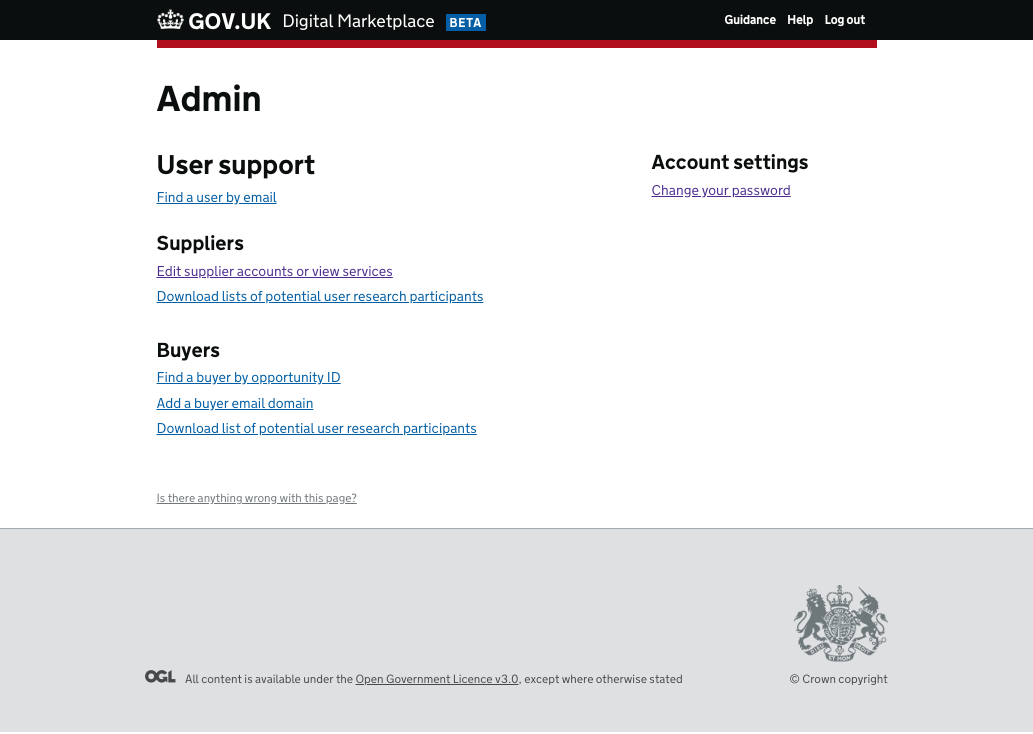 GOV.UK Digital Marketplace BETA
Guidance Help Log out
Admin
User support
Find a user by email
Suppliers
Edit supplier accounts or view services
Download lists of potential user research participants
Buyers
Find a buyer by opportunity ID
Add a buyer email domain
Download list of potential user research participants
Account settings
Change your password
Is there anything wrong with this page?
OGL All content is available under the Open Government Licence v3.0, except where otherwise stated
© Crown copyright